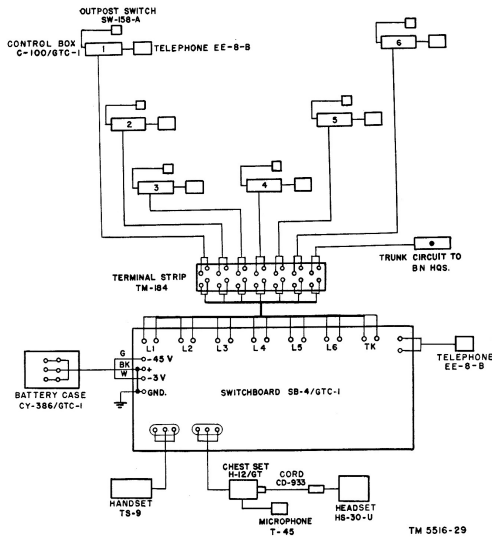 OUTPOST SWITCH
SW-158-A
CONTROL BOX
C-100/GTC-1
1
TELEPHONE EE-8-B
6
2
5
3
4
TRUNK CIRCUIT TO
BN HQS.
TERMINAL STRIP
TM-184
L1 L2 L3 L4 L5 L6 TK
G
-45 V
BK
+
W
-3V
GND.
SWITCHBOARD SB-4/GTC-1
TELEPHONE
EE-8-B
BATTERY CASE
CY-386/GTC-1
CHEST SET
H-12/GT
CORD
CD-933
HANDSET
TS-9
MICROPHONE
T-45
HEADSET
HS-30-U
TM 5516-29